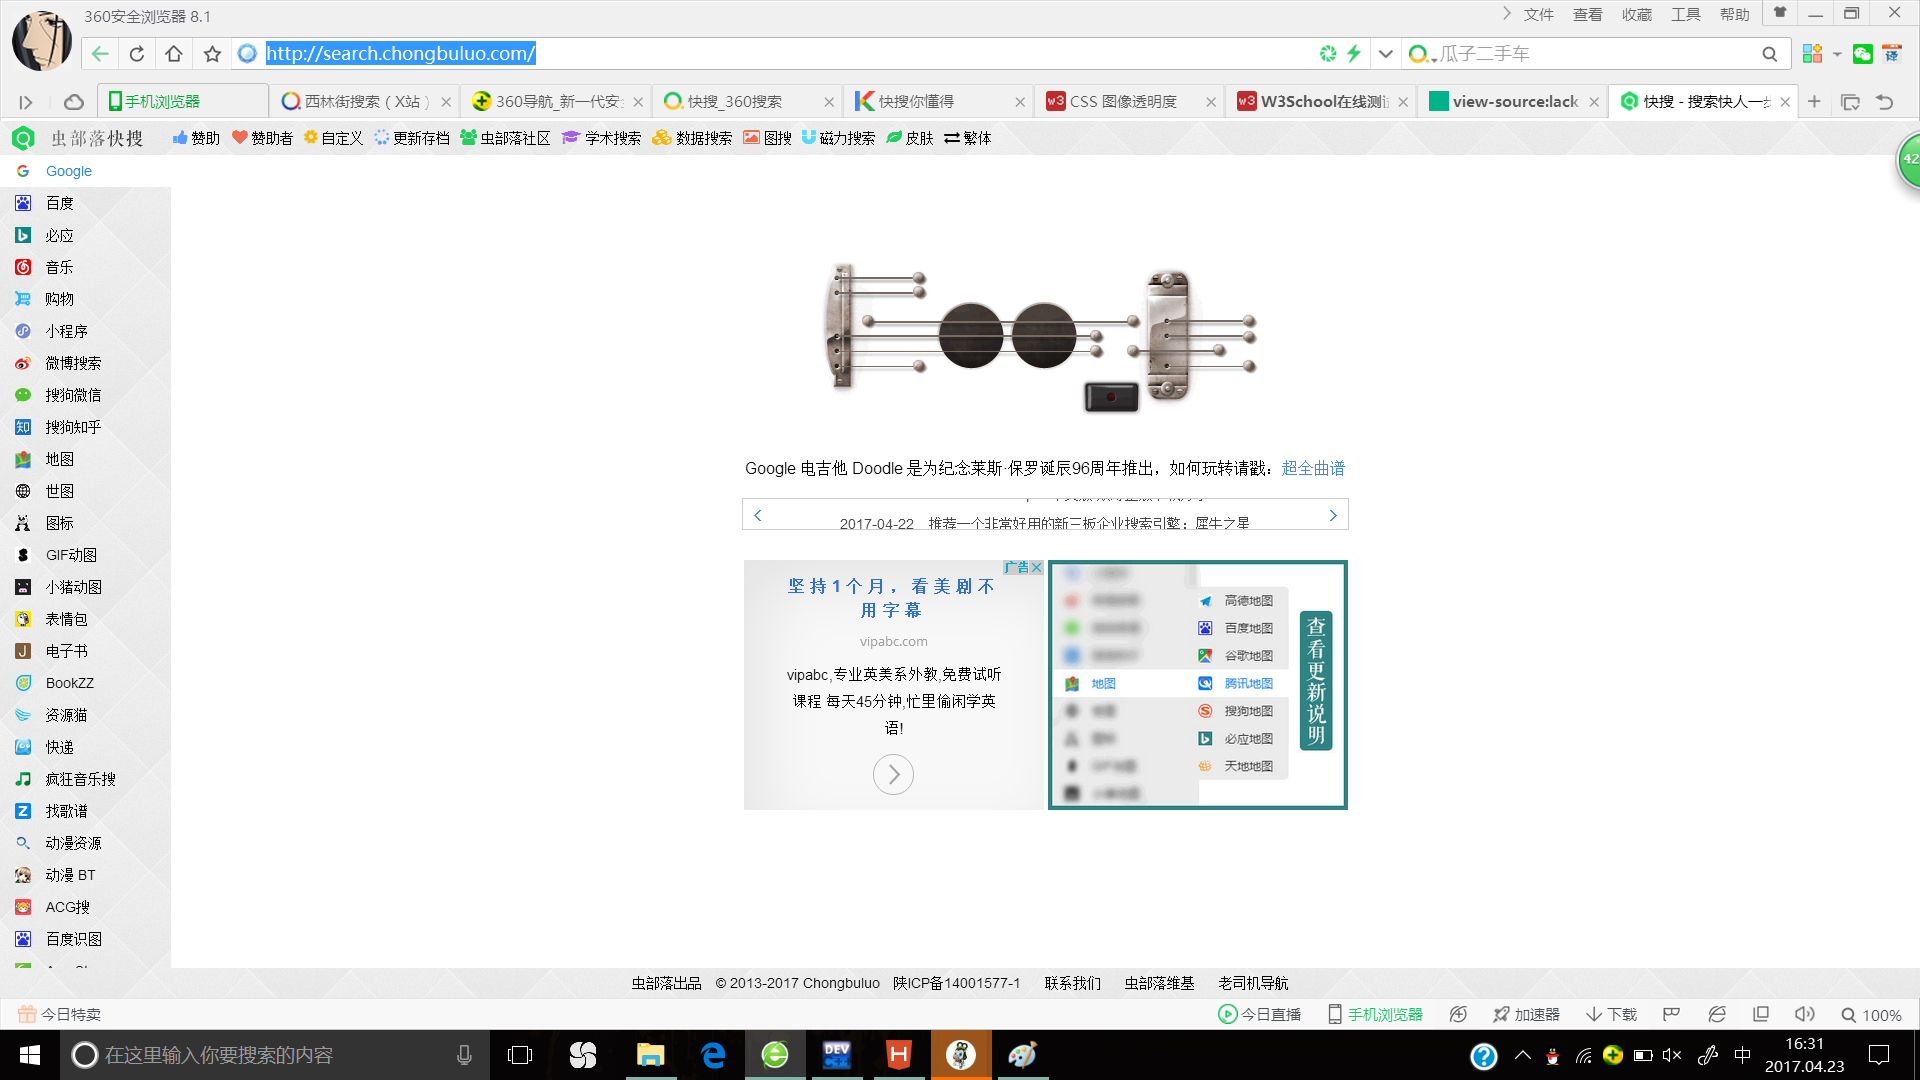 360安全浏览器 8.1
文件 查看 收藏 工具 帮助
http://search.chongbuluo.com/
瓜子二手车
手机浏览器
西林街搜索（X站）
360导航_新一代安全
快搜_360搜索
快搜你懂得
CSS 图像透明度
W3School在线测试
view-source:lack
快搜 - 搜索快人一步
虫部落快搜 赞助 赞助者 自定义 更新存档 虫部落社区 学术搜索 数据搜索 图搜 磁力搜索 皮肤 繁体
42
Google
百度
必应
音乐
购物
小程序
微博搜索
搜狗微信
搜狗知乎
地图
世图
图标
GIF动图
小猪动图
表情包
电子书
BookZZ
资源猫
快递
疯狂音乐搜
找歌谱
动漫资源
动漫 BT
ACG搜
百度识图
Google 电吉他 Doodle 是为纪念莱斯·保罗诞辰96周年推出，如何玩转请戳：超全曲谱
2017-04-22 推荐一个非常好用的新三板企业搜索引擎：犀牛之星
广告
坚持1个月，看美剧不
用字幕
vipabc.com
vipabc,专业英美系外教,免费试听
课程 每天45分钟,忙里偷闲学英
语!
地图
高德地图
百度地图
谷歌地图
腾讯地图
搜狗地图
必应地图
天地地图
查看更新说明
虫部落出品 © 2013-2017 Chongbuluo 陕ICP备14001577-1 联系我们 虫部落维基 老司机导航
今日特卖
今日直播 手机浏览器 加速器 下载 100%
在这里输入你要搜索的内容
DEV
中
16:31
2017.04.23